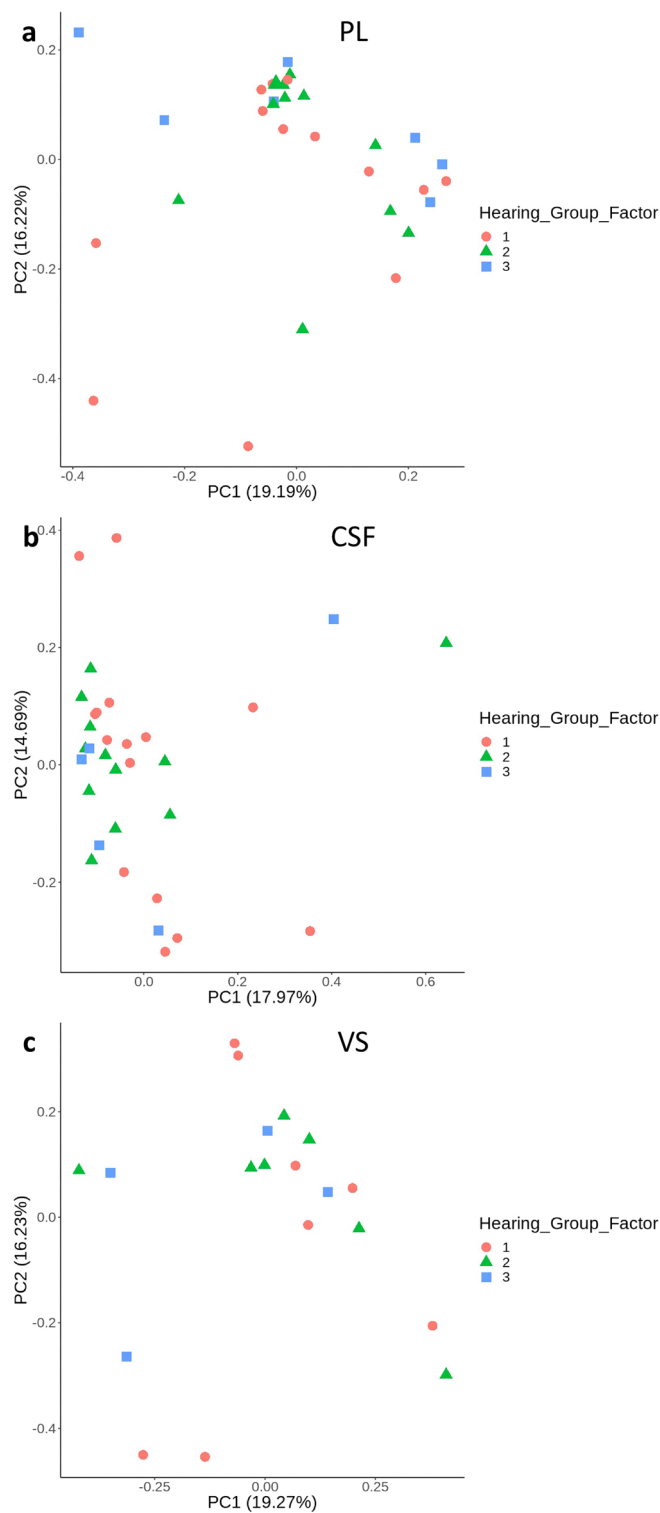 a
PL
0.2
0.0
-0.2
-0.4
PC2 (16.22%)
-0.4
-0.2
0.0
0.2
PC1 (19.19%)
Hearing_Group_Factor
1
2
3
b
CSF
0.4
0.2
0.0
-0.2
PC2 (14.69%)
0.0
0.2
0.4
0.6
PC1 (17.97%)
Hearing_Group_Factor
1
2
3
c
VS
0.2
0.0
-0.2
-0.4
PC2 (16.23%)
-0.25
0.00
0.25
PC1 (19.27%)
Hearing_Group_Factor
1
2
3